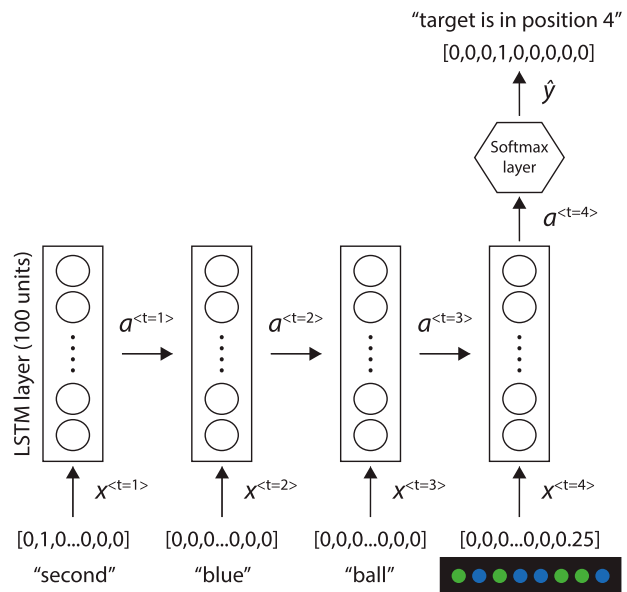 “target is in position 4”
[0,0,0,1,0,0,0,0,0]
ŷ
Softmax
layer
a<t=4>
LSTM layer (100 units)
a<t=1>
a<t=2>
a<t=3>
x<t=1>
x<t=2>
x<t=3>
x<t=4>
[0,1,0...0,0,0]
[0,0,0...0,0,0]
[0,0,0...0,0,0]
[0,0,0...0,0,0.25]
“second”
“blue”
“ball”